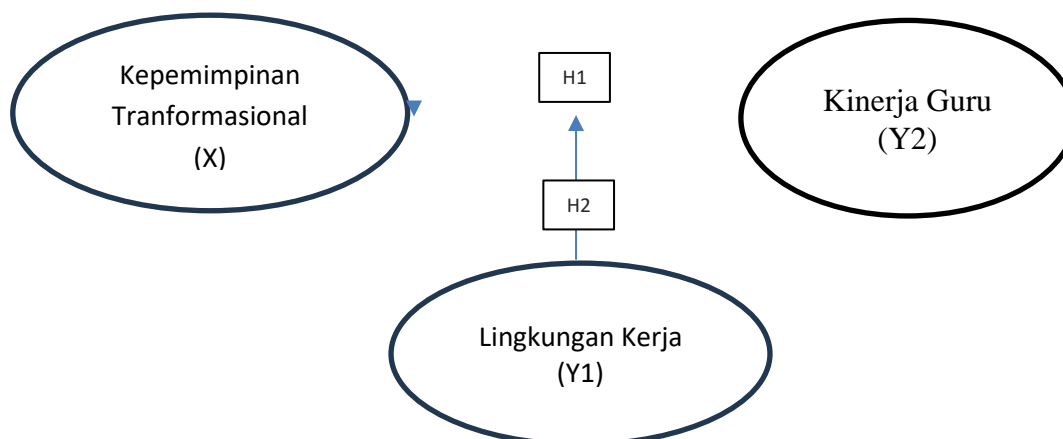 Kepemimpinan
Tranformasional
(X)
H1
Kinerja Guru
(Y2)
H2
Lingkungan Kerja
(Y1)